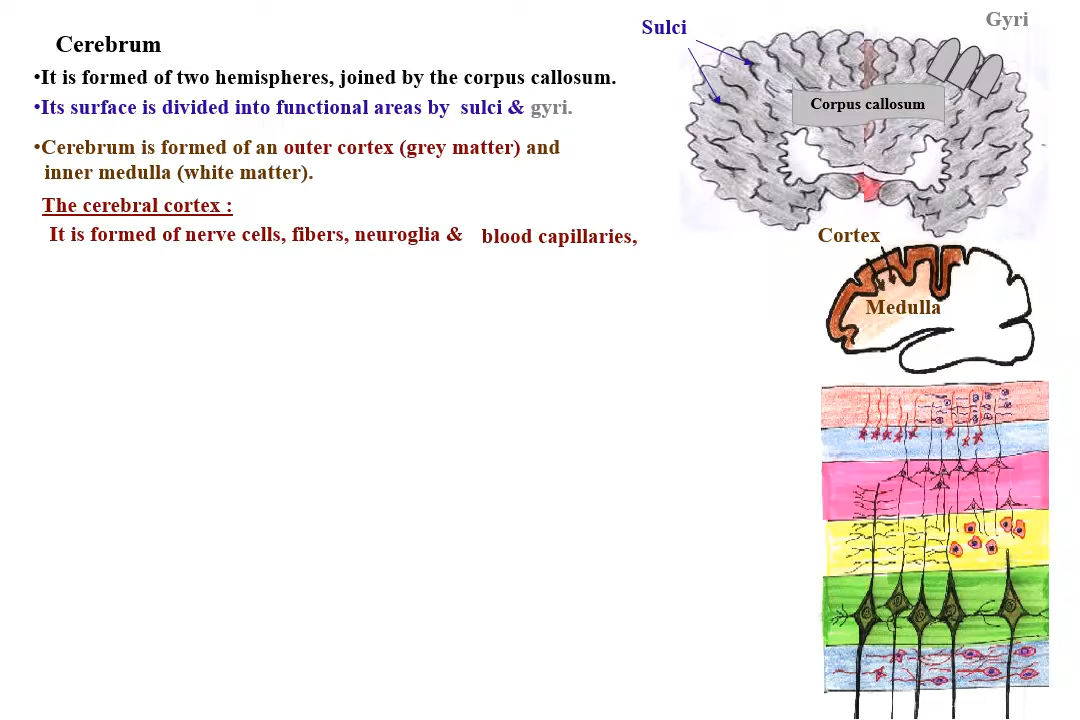 Cerebrum
•It is formed of two hemispheres, joined by the corpus callosum.
•Its surface is divided into functional areas by sulci & gyri.
•Cerebrum is formed of an outer cortex (grey matter) and
inner medulla (white matter).
The cerebral cortex :
It is formed of nerve cells, fibers, neuroglia & blood capillaries,
Sulci
Gyri
Corpus callosum
Cortex
Medulla